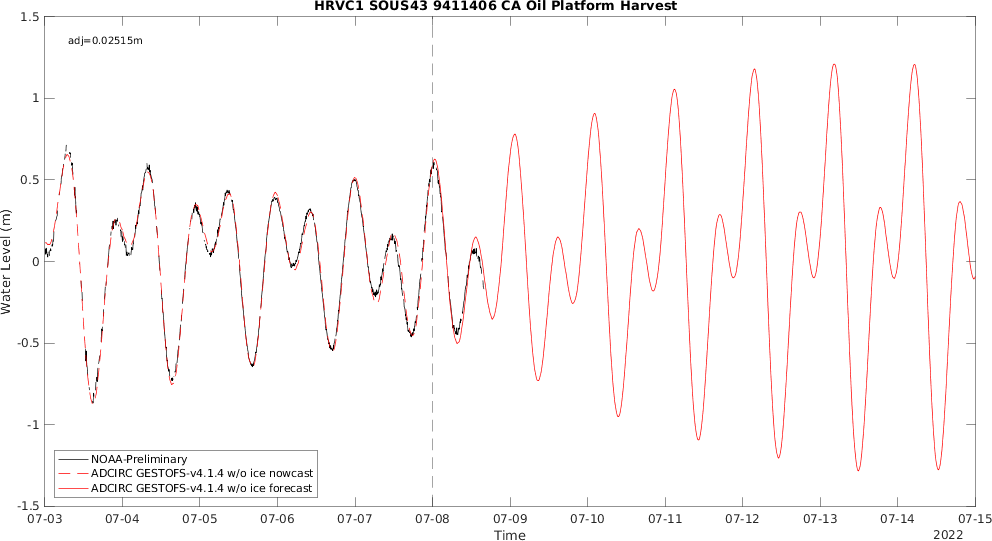 HRVC1 SOUS43 9411406 CA Oil Platform Harvest
adj=0.02515m
1.5
1
0.5
0
-0.5
-1
-1.5
Water Level (m)
NOAA-Preliminary
ADCIRC GESTOFS-v4.1.4 w/o ice nowcast
ADCIRC GESTOFS-v4.1.4 w/o ice forecast
07-03 07-04 07-05 07-06 07-07 07-08 07-09 07-10 07-11 07-12 07-13 07-14 07-15
Time
2022